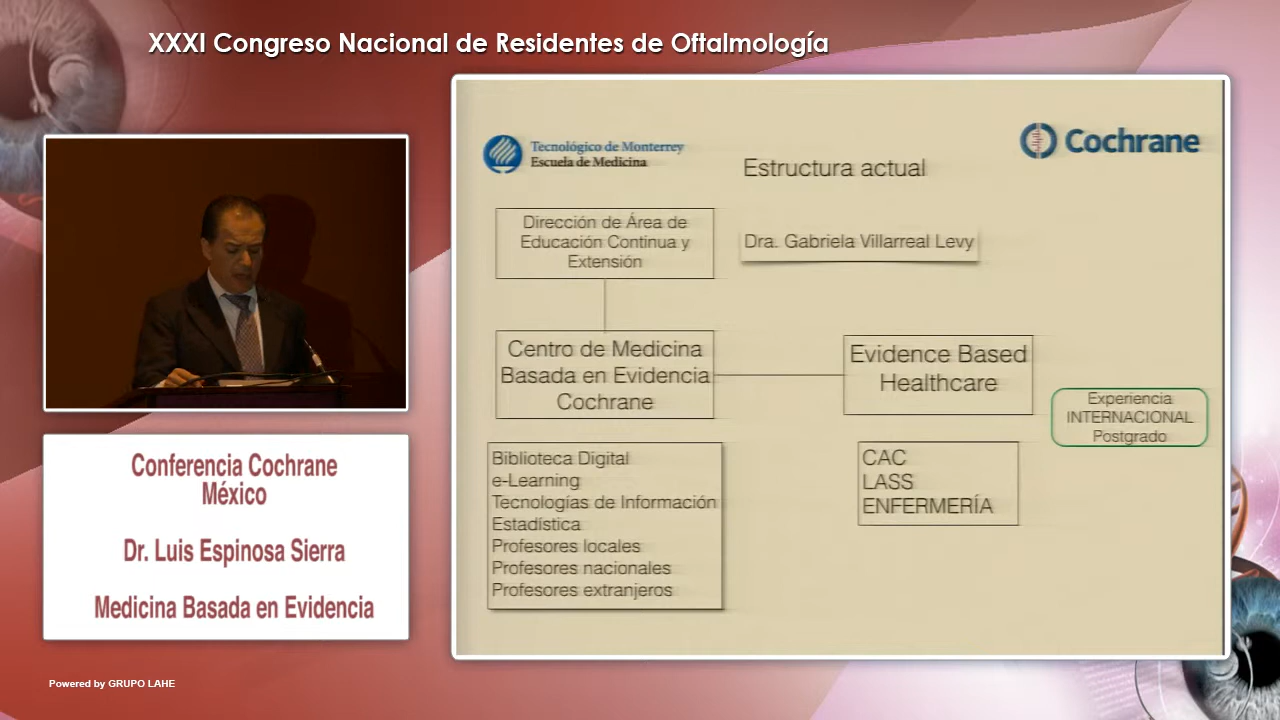 XXXI Congreso Nacional de Residentes de Oftalmología
Tecnológico de Monterrey
Escuela de Medicina
Cochrane
Estructura actual
Dirección de Área de
Educación Continua y
Extensión
Dra. Gabriela Villarreal Levy
Centro de Medicina
Basada en Evidencia
Cochrane
Evidence Based
Healthcare
Experiencia
INTERNACIONAL
Postgrado
Biblioteca Digital
e-Learning
Tecnologías de Información
Estadística
Profesores locales
Profesores nacionales
Profesores extranjeros
CAC
LASS
ENFERMERÍA
Conferencia Cochrane
México
Dr. Luis Espinosa Sierra
Medicina Basada en Evidencia
Powered by GRUPO LAHE